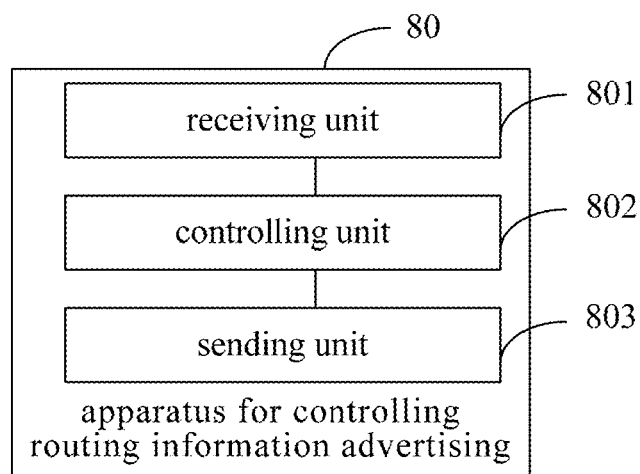 80
receiving unit
801
controlling unit
802
sending unit
803
apparatus for controlling
routing information advertising